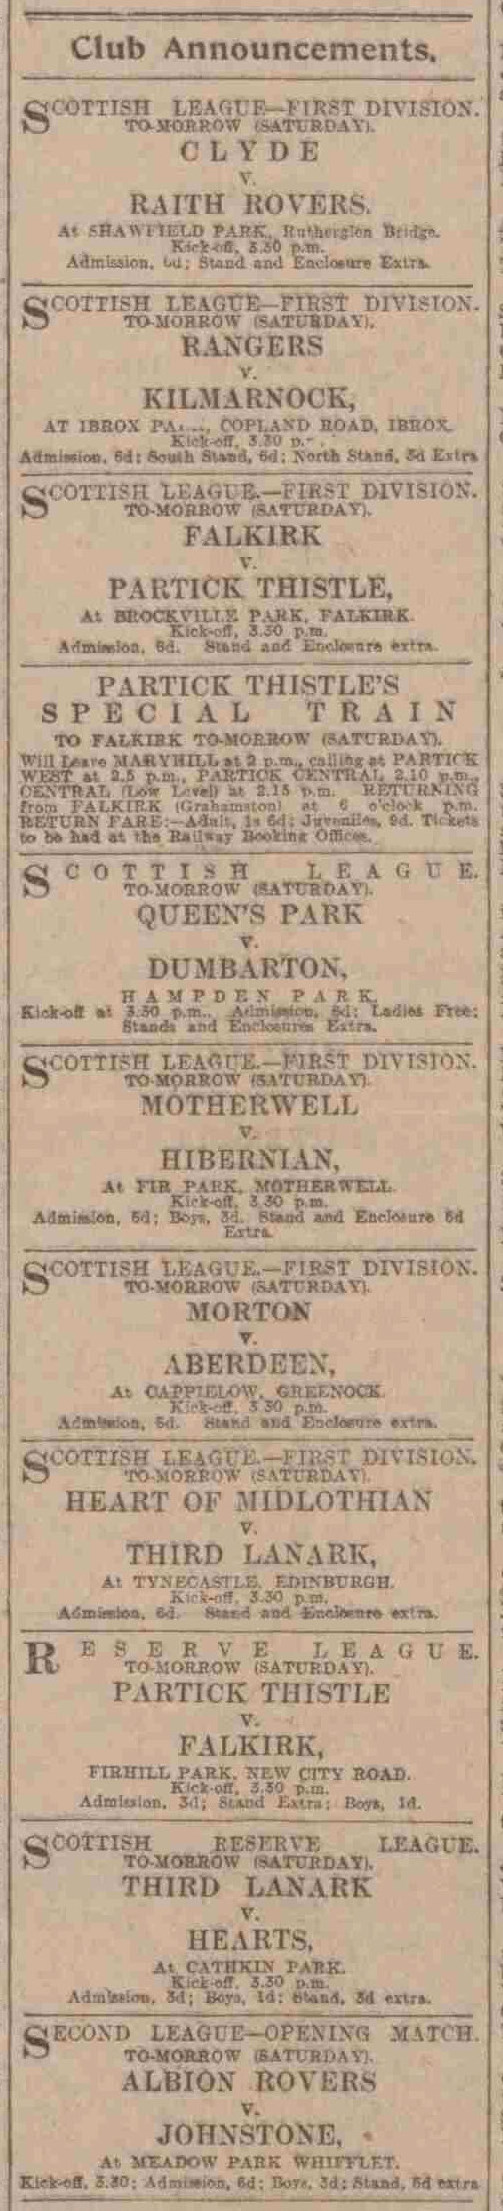 Club Announcements.
SCOTTISH LEAGUE—FIRST DIVISION.
TO-MORROW (SATURDAY).
CLYDE
v.
RAITH ROVERS.
At SHAWFIELD PARK, Rutherglen Bridge.
Kick-off, 3.30 p.m.
Admission, 6d; Stand and Enclosure Extra.
SCOTTISH LEAGUE—FIRST DIVISION.
TO-MORROW (SATURDAY).
RANGERS
v.
KILMARNOCK,
AT IBROX COPLAND ROAD, IBROX.
Kick-off, 3.30
Admission, 6d; South Stand, 6d; North Stand, 3d Extra
SCOTTISH LEAGUE.—FIRST DIVISION.
TO-MORROW (SATURDAY).
FALKIRK
v.
PARTICK THISTLE,
At BROCKVILLE PARK, FALKIRK.
Kick-off, 3.30 p.m.
Admission, 6d. Stand and Enclosure extra.
PARTICK THISTLE'S
SPECIAL TRAIN
TO FALKIRK TO-MORROW (SATURDAY).
Will Leave MARYHILL at 2 p.m., calling at PARTICK
WEST at 2.5 p.m., PARTICK CENTRAL 2.10 p.m.,
CENTRAL (Low Level) at 2.15 p.m. RETURNING
from FALKIRK (Grahamston) at 6 o'clock p.m.
RETURN FARE:—Adult, 1s 6d; Juveniles, 9d. Tickets
to be had at the Railway Booking Offices.
SCOTTISH LEAGUE.
TO-MORROW (SATURDAY).
QUEEN'S PARK
v.
DUMBARTON,
HAMPDEN PARK.
Kick-off at 3.30 p.m., Admission, 6d; Ladies Free;
Stands and Enclosures Extra.
SCOTTISH LEAGUE.—FIRST DIVISION.
TO-MORROW (SATURDAY).
MOTHERWELL
v.
HIBERNIAN,
At FIR PARK, MOTHERWELL.
Kick-off, 3.30 p.m.
Admission, 6d; Boys, 3d. Stand and Enclosure 6d
Extra.
SCOTTISH LEAGUE.—FIRST DIVISION.
TO-MORROW (SATURDAY).
MORTON
v.
ABERDEEN,
At CAPPIELOW, GREENOCK.
Kick-off, 3 30 p.m.
Admission, 6d. Stand and Enclosure extra.
SCOTTISH LEAGUE.—FIRST DIVISION.
TO-MORROW (SATURDAY).
HEART OF MIDLOTHIAN
v.
THIRD LANARK,
At TYNECASTLE, EDINBURGH.
Kick-off, 3.30 p.m.
Admission, 6d. Stand and Enclosure extra.
RESERVE LEAGUE.
TO-MORROW (SATURDAY).
PARTICK THISTLE
v.
FALKIRK,
FIRHILL PARK, NEW CITY ROAD.
Kick-off, 3.30 p.m.
Admission, 3d; Stand Extra; Boys, 1d.
SCOTTISH RESERVE LEAGUE.
TO-MORROW (SATURDAY).
THIRD LANARK
v.
HEARTS,
At CATHKIN PARK.
Kick-off, 3.30 p.m.
Admission, 3d; Boys, 1d; Stand, 3d extra.
SECOND LEAGUE—OPENING MATCH.
TO-MORROW (SATURDAY).
ALBION ROVERS
v.
JOHNSTONE,
At MEADOW PARK WHIFFLET.
Kick-off, 3.30; Admission, 6d; Boys, 3d; Stand, 6d extra